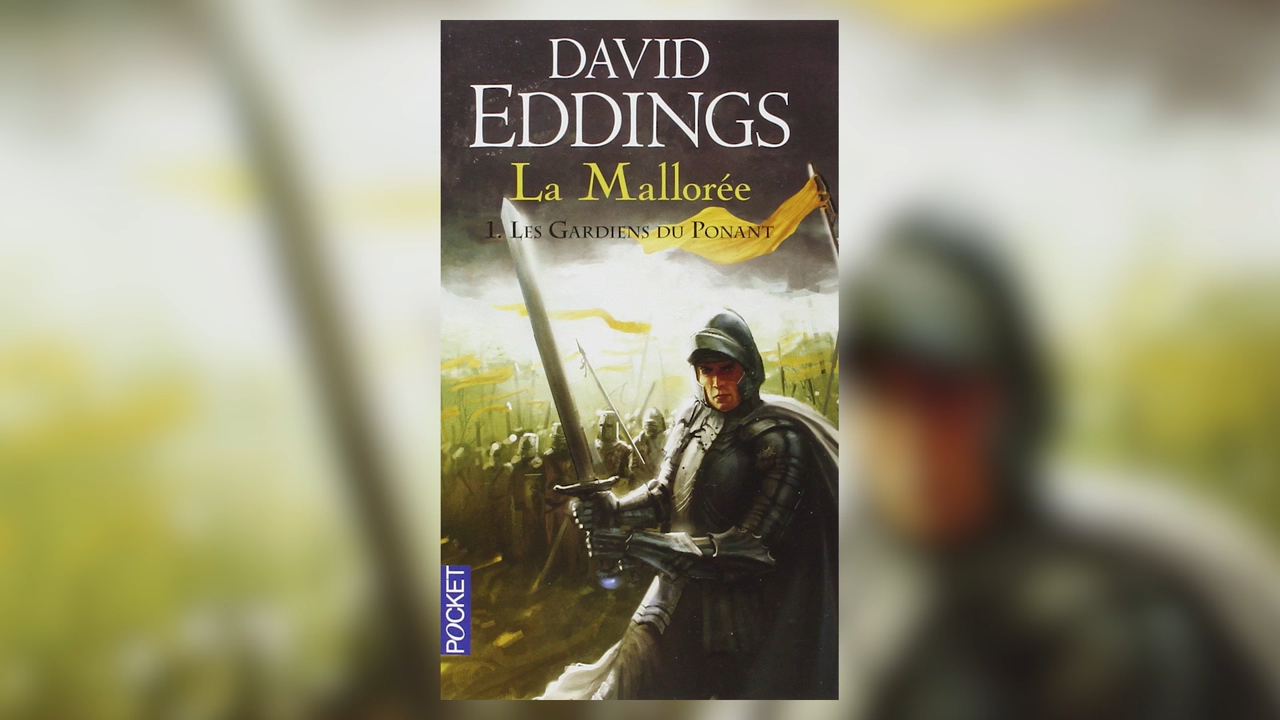 DAVID
EDDINGS
La Mallorée
1. Les Gardiens du Ponant
POCKET